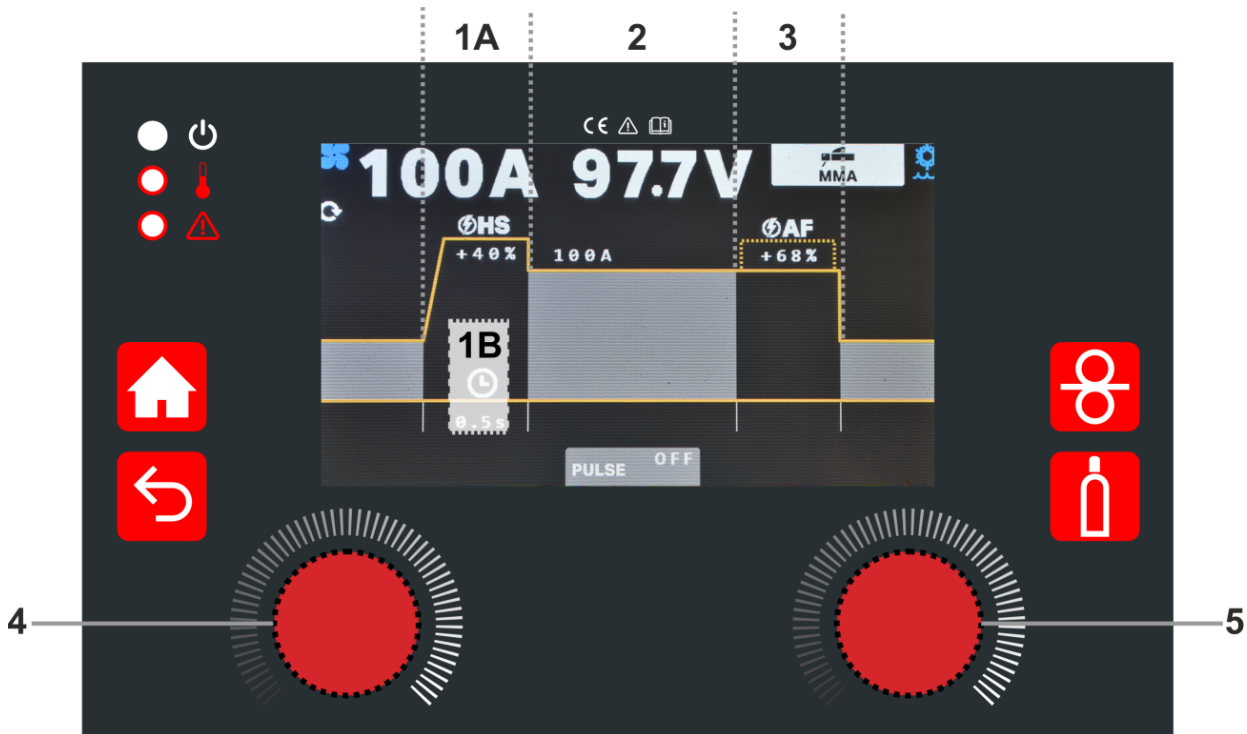 1A 2 3
CE
100A 97.7V MMA
HS AF
+40% 100A +68%
1B
0.5s
OFF
PULSE
4 5